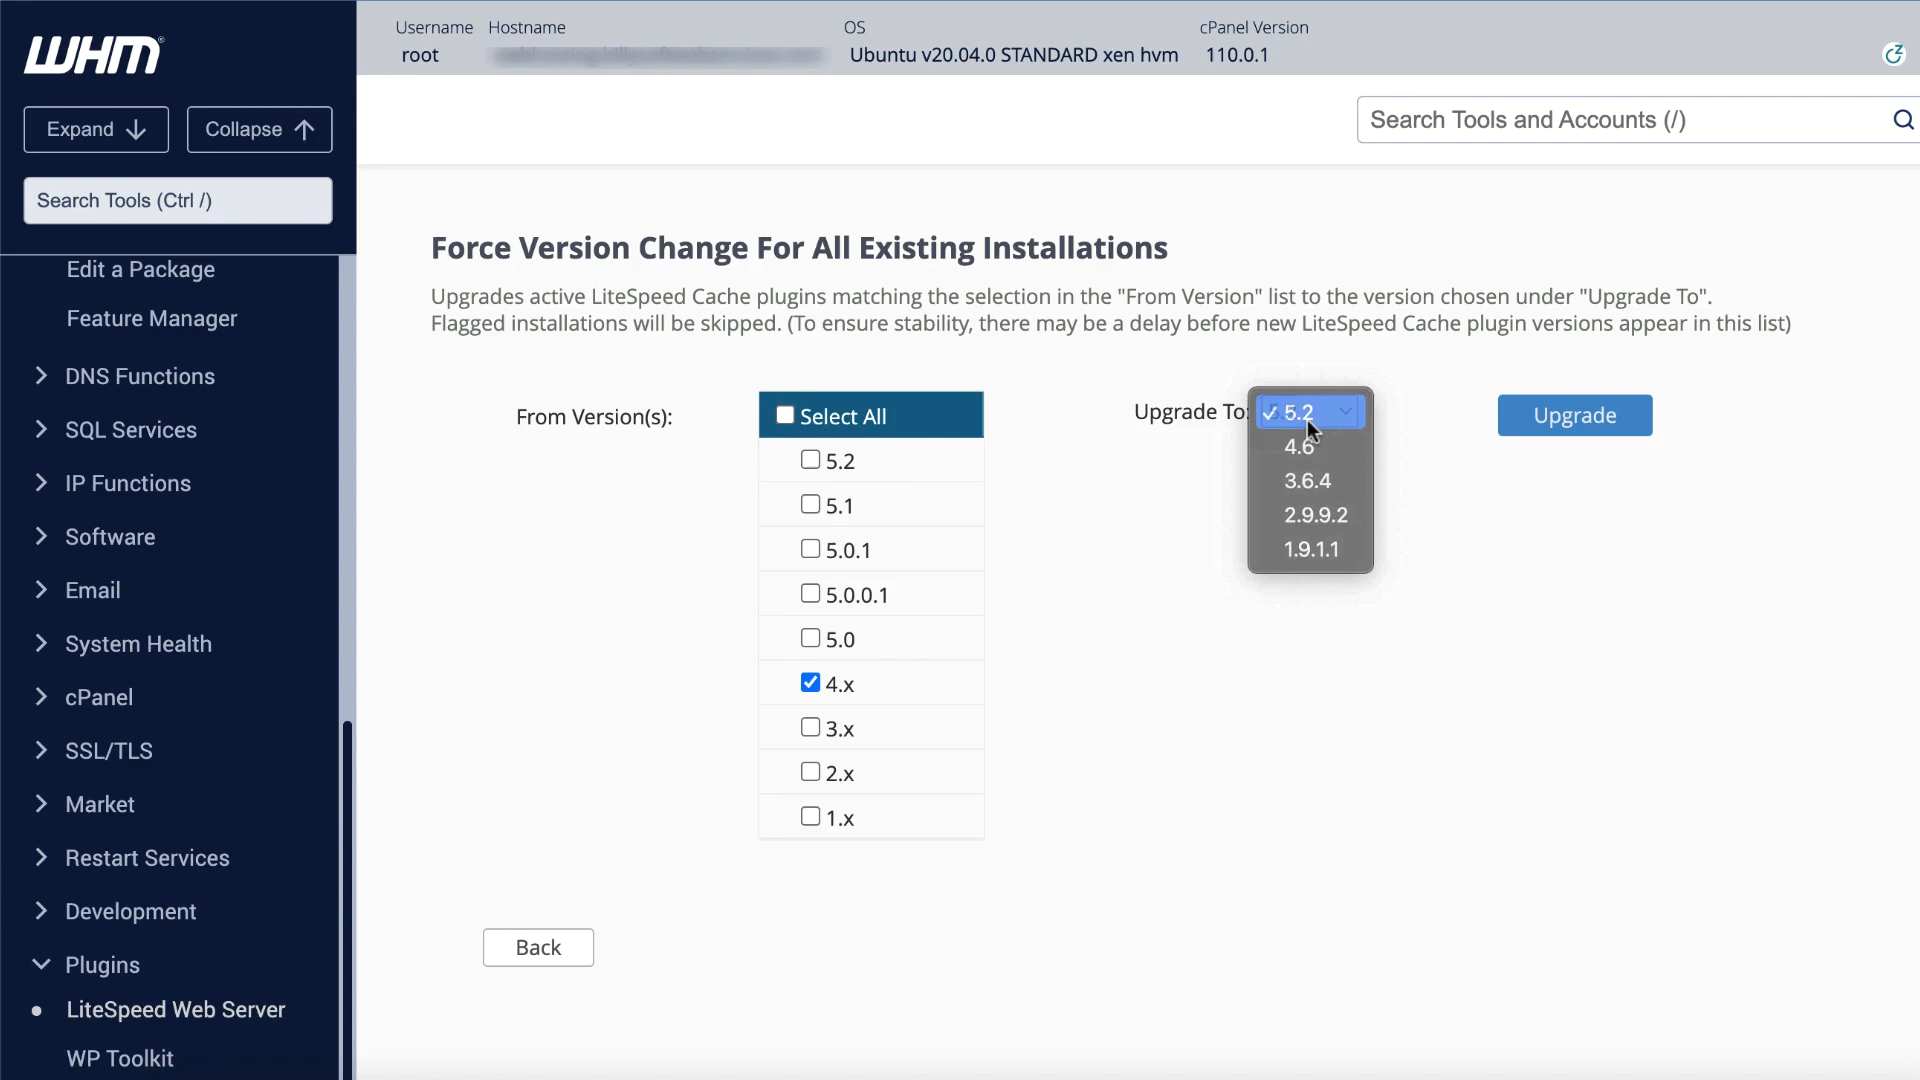 WHM®
Expand
Collapse
Search Tools (Ctrl /)
Edit a Package
Feature Manager
DNS Functions
SQL Services
IP Functions
Software
Email
System Health
cPanel
SSL/TLS
Market
Restart Services
Development
Plugins
LiteSpeed Web Server
WP Toolkit
Username Hostname OS cPanel Version
root Ubuntu v20.04.0 STANDARD xen hvm 110.0.1
Search Tools and Accounts (/)
Force Version Change For All Existing Installations
Upgrades active LiteSpeed Cache plugins matching the selection in the "From Version" list to the version chosen under "Upgrade To".
Flagged installations will be skipped. (To ensure stability, there may be a delay before new LiteSpeed Cache plugin versions appear in this list)
From Version(s):
Select All
5.2
5.1
5.0.1
5.0.0.1
5.0
4.x
3.x
2.x
1.x
Upgrade To:
5.2
4.6
3.6.4
2.9.9.2
1.9.1.1
Upgrade
Back